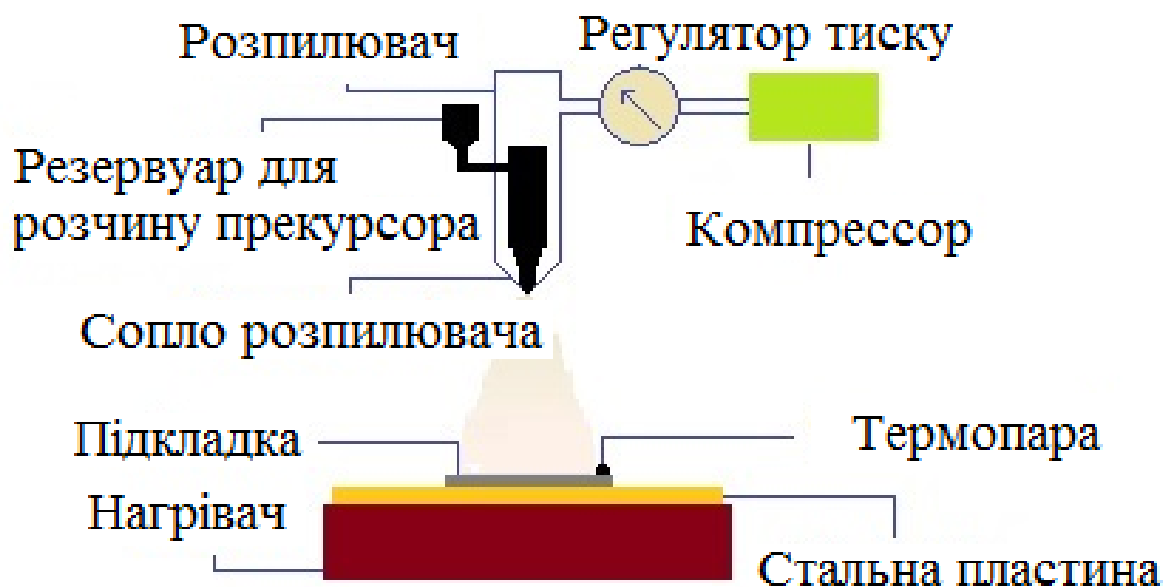 Розпилювач
Регулятор тиску
Резервуар для
розчину прекурсора
Компрессор
Сопло розпилювача
Підкладка
Термопара
Нагрівач
Стальна пластина